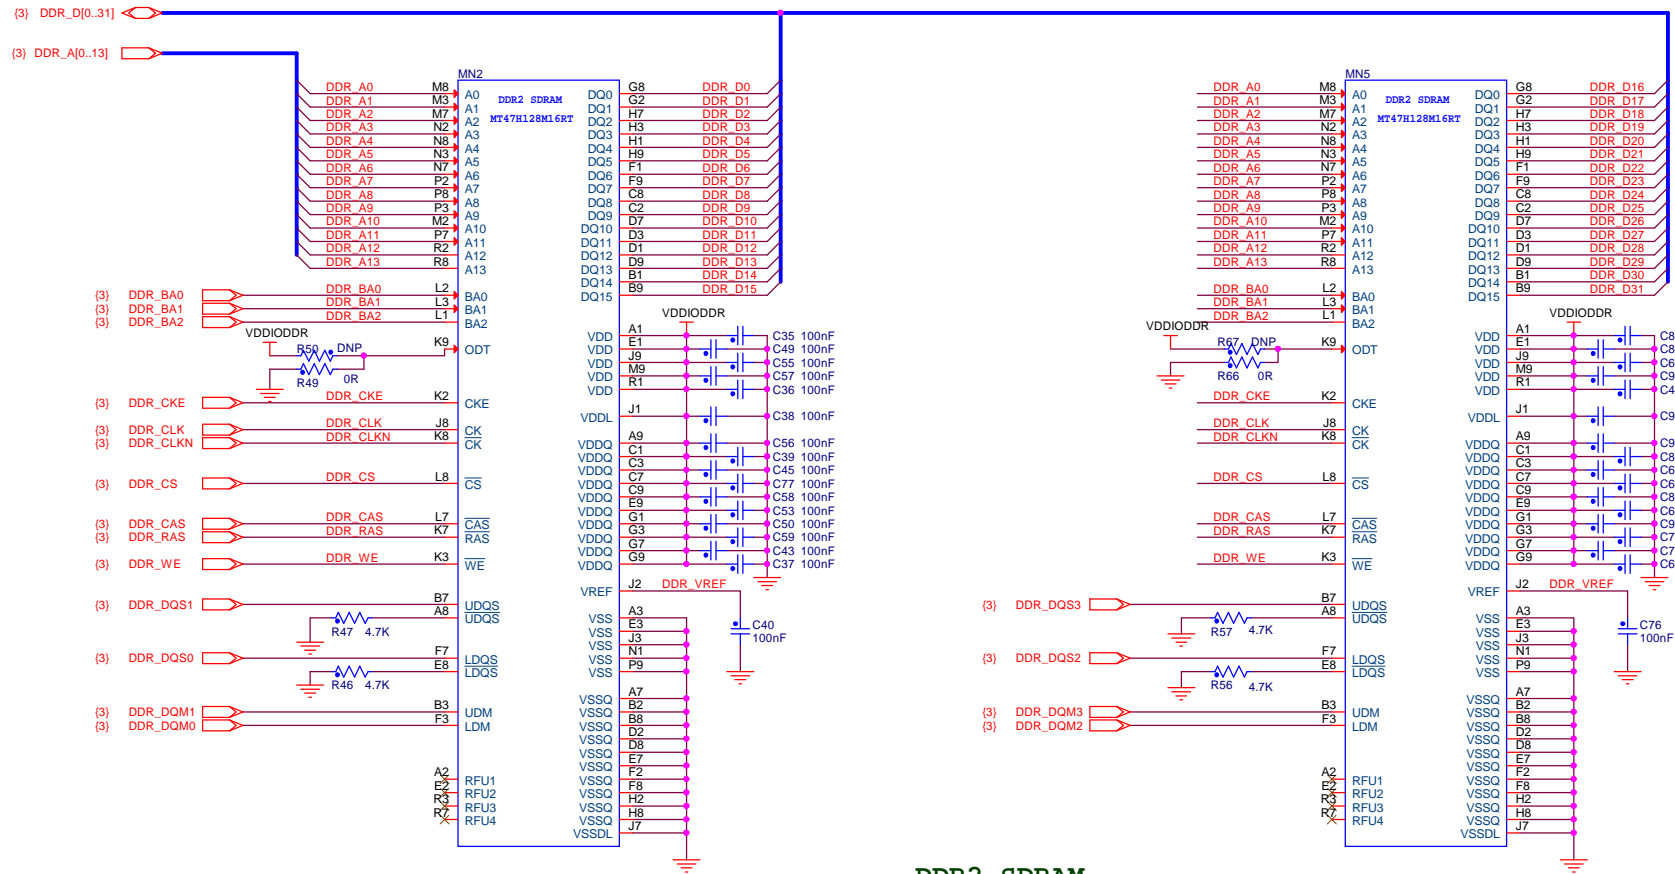 {3} DDR_D[0..31]
{3} DDR_A[0..13]
MN2
DDR2 SDRAM
MT47H128M16RT
DDR_A0 M8 A0 DQ0 G8 DDR_D0
DDR_A1 M3 A1 DQ1 G2 DDR_D1
DDR_A2 M7 A2 DQ2 H7 DDR_D2
DDR_A3 N2 A3 DQ3 H3 DDR_D3
DDR_A4 N8 A4 DQ4 H1 DDR_D4
DDR_A5 N3 A5 DQ5 H9 DDR_D5
DDR_A6 N7 A6 DQ6 F1 DDR_D6
DDR_A7 P2 A7 DQ7 F9 DDR_D7
DDR_A8 P8 A8 DQ8 C8 DDR_D8
DDR_A9 P3 A9 DQ9 C2 DDR_D9
DDR_A10 M2 A10 DQ10 D7 DDR_D10
DDR_A11 P7 A11 DQ11 D3 DDR_D11
DDR_A12 R2 A12 DQ12 D1 DDR_D12
DDR_A13 R8 A13 DQ13 D9 DDR_D13
DQ14 B1 DDR_D14
DQ15 B9 DDR_D15
{3} DDR_BA0 DDR_BA0 L2 BA0
{3} DDR_BA1 DDR_BA1 L3 BA1
{3} DDR_BA2 DDR_BA2 L1 BA2
VDDIODDR
VDDIODDR
R50 DNP K9 ODT
R49 0R
VDD A1 C35 100nF
VDD E1 C49 100nF
VDD J9 C55 100nF
VDD M9 C57 100nF
VDD R1 C36 100nF
{3} DDR_CKE DDR_CKE K2 CKE
VDDL J1 C38 100nF
{3} DDR_CLK DDR_CLK J8 CK
{3} DDR_CLKN DDR_CLKN K8 CK
VDDQ A9 C56 100nF
VDDQ C1 C39 100nF
VDDQ C3 C45 100nF
VDDQ C7 C77 100nF
VDDQ C9 C58 100nF
VDDQ E9 C53 100nF
VDDQ G1 C50 100nF
VDDQ G3 C59 100nF
VDDQ G7 C43 100nF
VDDQ G9 C37 100nF
{3} DDR_CS DDR_CS L8 CS
{3} DDR_CAS DDR_CAS L7 CAS
{3} DDR_RAS DDR_RAS K7 RAS
{3} DDR_WE DDR_WE K3 WE
VREF J2 DDR_VREF
C40
100nF
{3} DDR_DQS1 B7 UDQS
A8 UDQS
R47 4.7K
{3} DDR_DQS0 F7 LDQS
E8 LDQS
R46 4.7K
{3} DDR_DQM1 B3 UDM
{3} DDR_DQM0 F3 LDM
VSS A3
VSS E3
VSS J3
VSS N1
VSS P9
VSSQ A7
VSSQ B2
VSSQ B8
VSSQ D2
VSSQ D8
VSSQ E7
VSSQ F2
VSSQ F8
VSSQ H2
VSSQ H8
VSSDL J7
A2 RFU1
E2 RFU2
R3 RFU3
R7 RFU4
MN5
DDR2 SDRAM
MT47H128M16RT
DDR_A0 M8 A0 DQ0 G8 DDR_D16
DDR_A1 M3 A1 DQ1 G2 DDR_D17
DDR_A2 M7 A2 DQ2 H7 DDR_D18
DDR_A3 N2 A3 DQ3 H3 DDR_D19
DDR_A4 N8 A4 DQ4 H1 DDR_D20
DDR_A5 N3 A5 DQ5 H9 DDR_D21
DDR_A6 N7 A6 DQ6 F1 DDR_D22
DDR_A7 P2 A7 DQ7 F9 DDR_D23
DDR_A8 P8 A8 DQ8 C8 DDR_D24
DDR_A9 P3 A9 DQ9 C2 DDR_D25
DDR_A10 M2 A10 DQ10 D7 DDR_D26
DDR_A11 P7 A11 DQ11 D3 DDR_D27
DDR_A12 R2 A12 DQ12 D1 DDR_D28
DDR_A13 R8 A13 DQ13 D9 DDR_D29
DQ14 B1 DDR_D30
DQ15 B9 DDR_D31
DDR_BA0 L2 BA0
DDR_BA1 L3 BA1
DDR_BA2 L1 BA2
VDDIODDR
VDDIODDR
R67 DNP K9 ODT
R66 0R
VDD A1 C8
VDD E1 C8
VDD J9 C6
VDD M9 C9
VDD R1 C4
DDR_CKE K2 CKE
VDDL J1 C9
DDR_CLK J8 CK
DDR_CLKN K8 CK
VDDQ A9 C9
VDDQ C1 C8
VDDQ C3 C6
VDDQ C7 C6
VDDQ C9 C8
VDDQ E9 C6
VDDQ G1 C9
VDDQ G3 C7
VDDQ G7 C7
VDDQ G9 C6
DDR_CS L8 CS
DDR_CAS L7 CAS
DDR_RAS K7 RAS
DDR_WE K3 WE
VREF J2 DDR_VREF
C76
100nF
{3} DDR_DQS3 B7 UDQS
A8 UDQS
R57 4.7K
{3} DDR_DQS2 F7 LDQS
E8 LDQS
R56 4.7K
{3} DDR_DQM3 B3 UDM
{3} DDR_DQM2 F3 LDM
VSS A3
VSS E3
VSS J3
VSS N1
VSS P9
VSSQ A7
VSSQ B2
VSSQ B8
VSSQ D2
VSSQ D8
VSSQ E7
VSSQ F2
VSSQ F8
VSSQ H2
VSSQ H8
VSSDL J7
A2 RFU1
E2 RFU2
R3 RFU3
R7 RFU4
DDR2 SDRAM